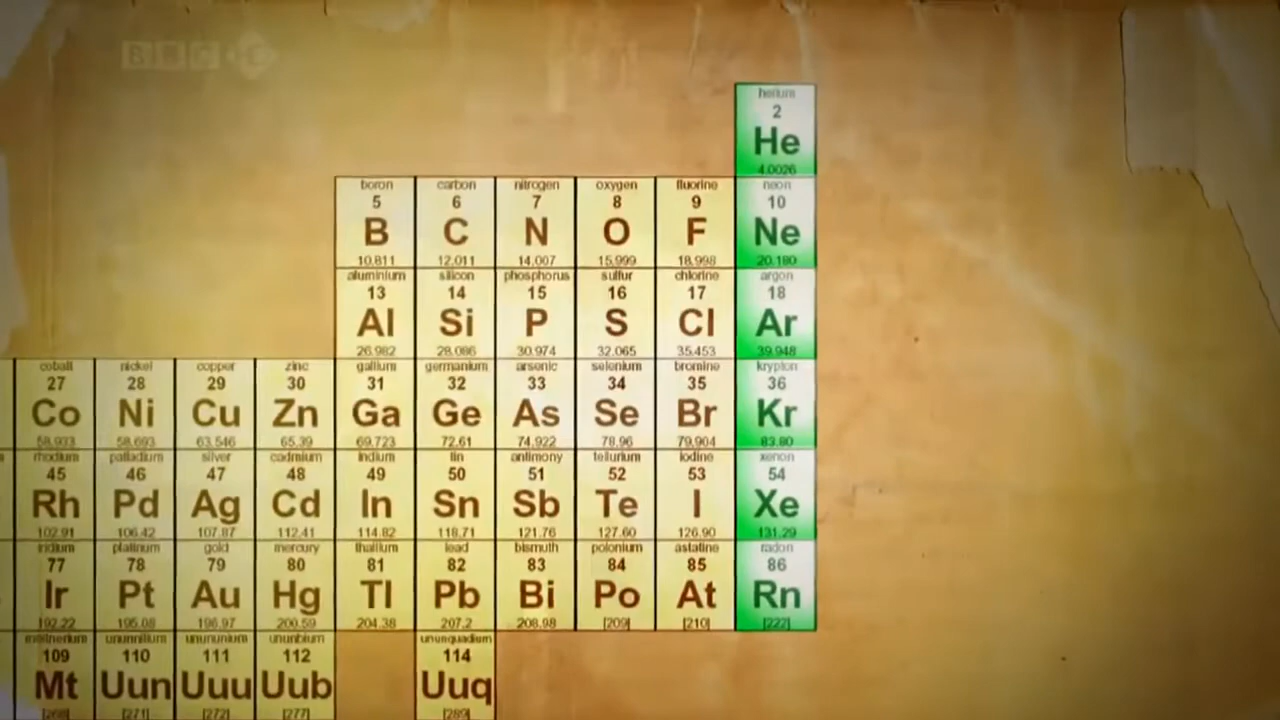 BBC
helium
2
He
4.0026
boron carbon nitrogen oxygen fluorine neon
5 6 7 8 9 10
B C N O F Ne
10.811 12.011 14.007 15.999 18.998 20.180
aluminium silicon phosphorus sulfur chlorine argon
13 14 15 16 17 18
Al Si P S Cl Ar
26.982 28.086 30.974 32.065 35.453 39.948
cobalt nickel copper zinc gallium germanium arsenic selenium bromine krypton
27 28 29 30 31 32 33 34 35 36
Co Ni Cu Zn Ga Ge As Se Br Kr
58.933 58.693 63.546 65.39 69.723 72.61 74.922 78.96 79.904 83.80
rhodium palladium silver cadmium indium tin antimony tellurium iodine xenon
45 46 47 48 49 50 51 52 53 54
Rh Pd Ag Cd In Sn Sb Te I Xe
102.91 106.42 107.87 112.41 114.82 118.71 121.76 127.60 126.90 131.29
iridium platinum gold mercury thallium lead bismuth polonium astatine radon
77 78 79 80 81 82 83 84 85 86
Ir Pt Au Hg Tl Pb Bi Po At Rn
192.22 195.08 196.97 200.59 204.38 207.2 208.98 [209] [210] [222]
meitnerium ununnilium unununium ununbium ununquadium
109 110 111 112 114
Mt Uun Uuu Uub Uuq
[268] [271] [272] [277] [289]